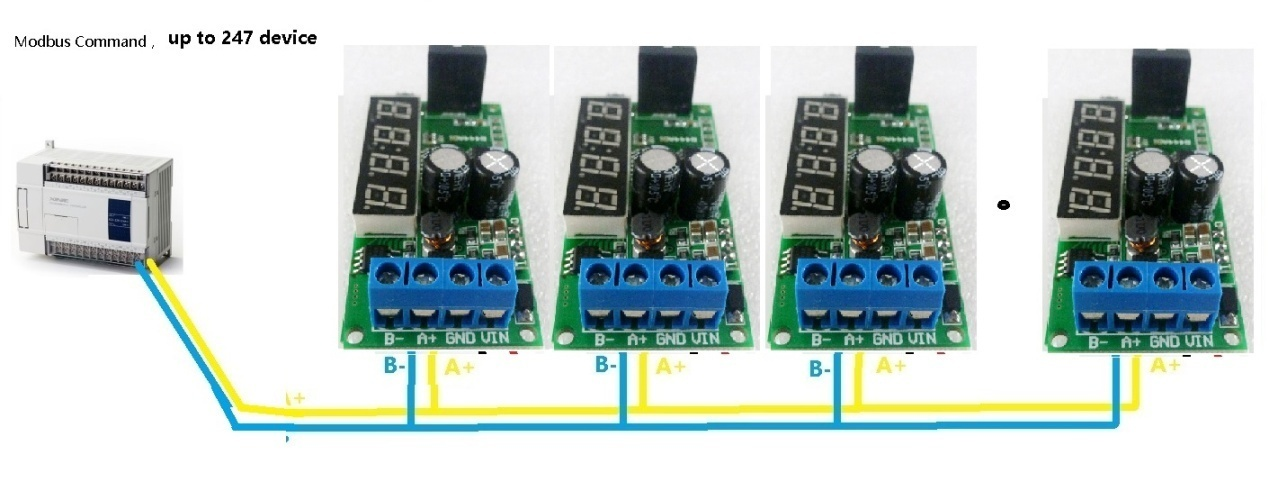 Modbus Command , up to 247 device
B- A+ GND VIN
B- A+ GND VIN
B- A+ GND VIN
B- A+ GND VIN
B- A+
B- A+
B- A+
A+
A+